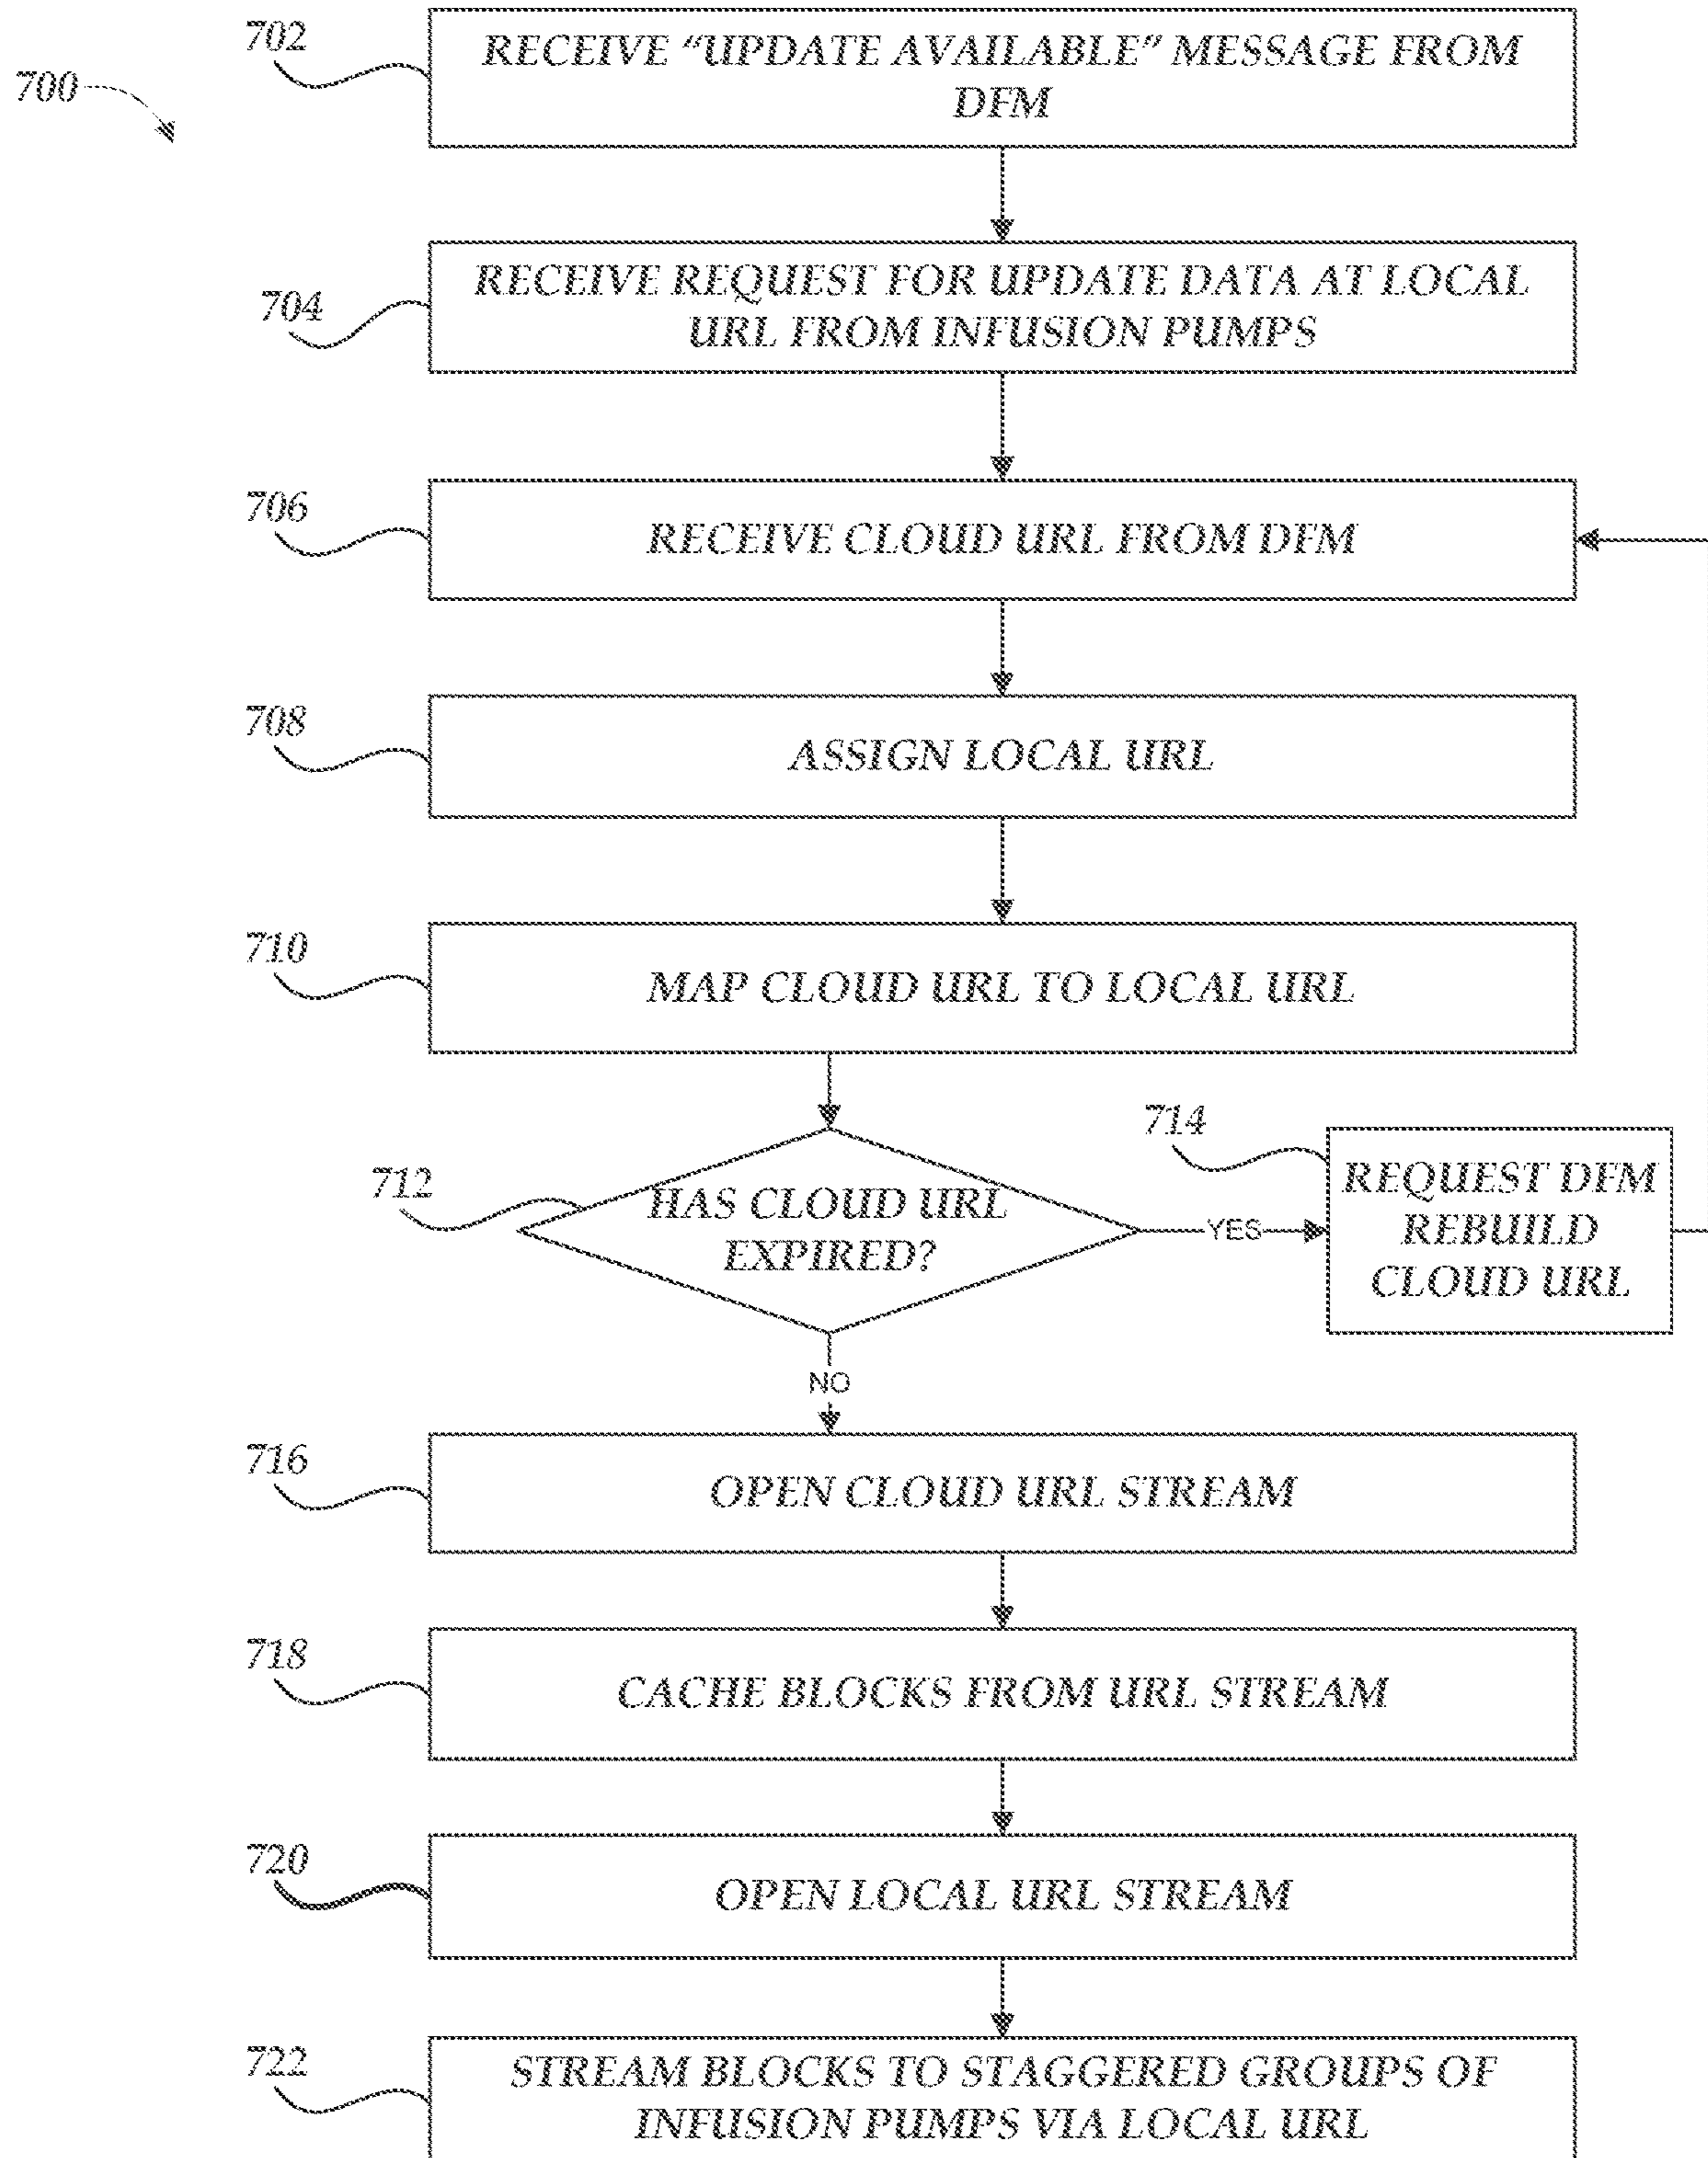 702
RECEIVE “UPDATE AVAILABLE” MESSAGE FROM
DFM
700
704
RECEIVE REQUEST FOR UPDATE DATA AT LOCAL
URL FROM INFUSION PUMPS
706
RECEIVE CLOUD URL FROM DFM
708
ASSIGN LOCAL URL
710
MAP CLOUD URL TO LOCAL URL
712
HAS CLOUD URL
EXPIRED?
YES
714
REQUEST DFM
REBUILD
CLOUD URL
NO
716
OPEN CLOUD URL STREAM
718
CACHE BLOCKS FROM URL STREAM
720
OPEN LOCAL URL STREAM
722
STREAM BLOCKS TO STAGGERED GROUPS OF
INFUSION PUMPS VIA LOCAL URL